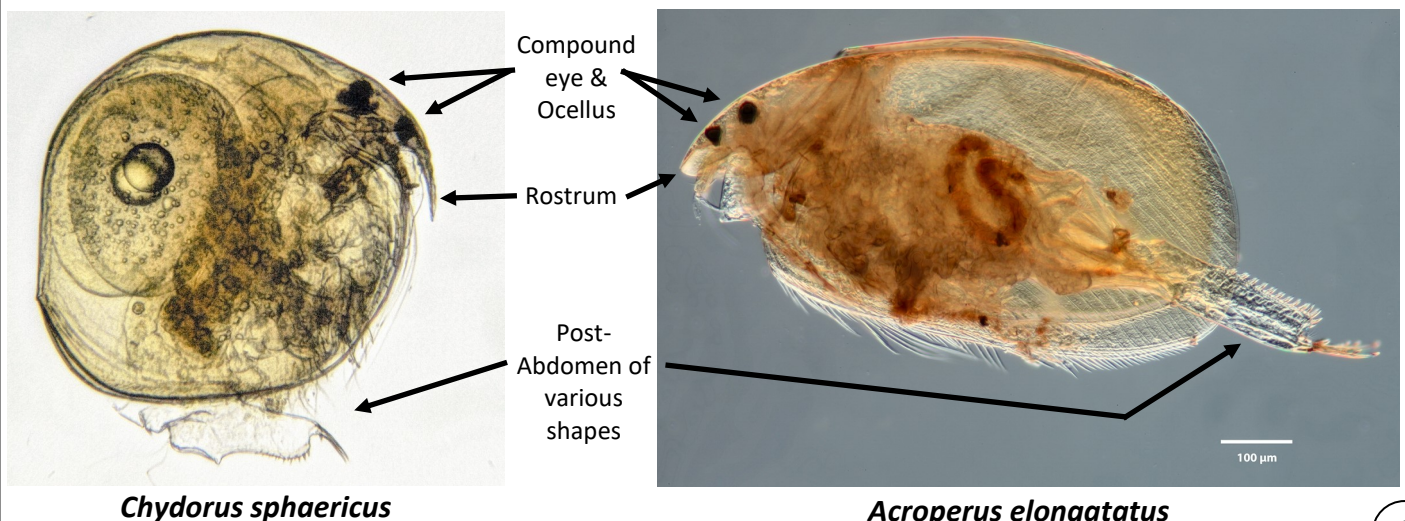 Compound
eye &
Ocellus
Rostrum
Post-
Abdomen of
various
shapes
100 µm
Chydorus sphaericus
Acroperus elongatatus